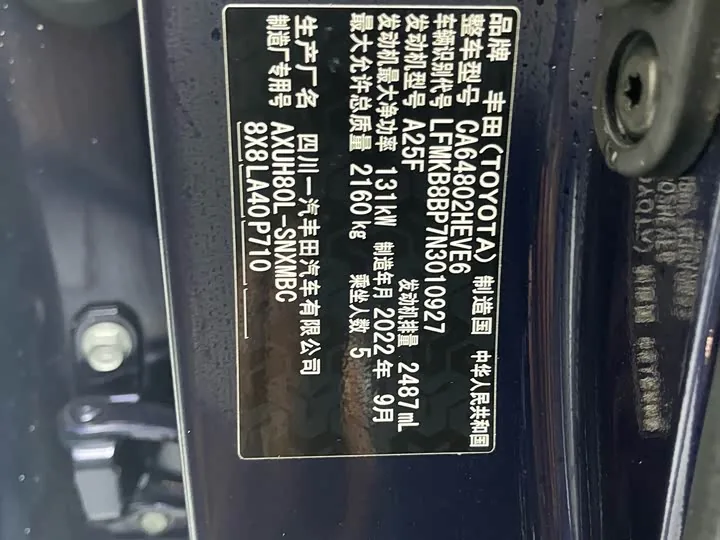 品牌 丰田(TOYOTA) 制造国 中华人民共和国
整车型号 CA64802HEVE6
车辆识别代号 LFMKB8BP7N3010927
发动机型号 A25F 发动机排量 2487mL
发动机最大净功率 131kW 制造年月 2022年 9月
最大允许总质量 2160kg 乘坐人数 5
生产厂名 四川一汽丰田汽车有限公司
制造厂专用号 AXUH80L-SNXMBC
8X8 LA40 P710